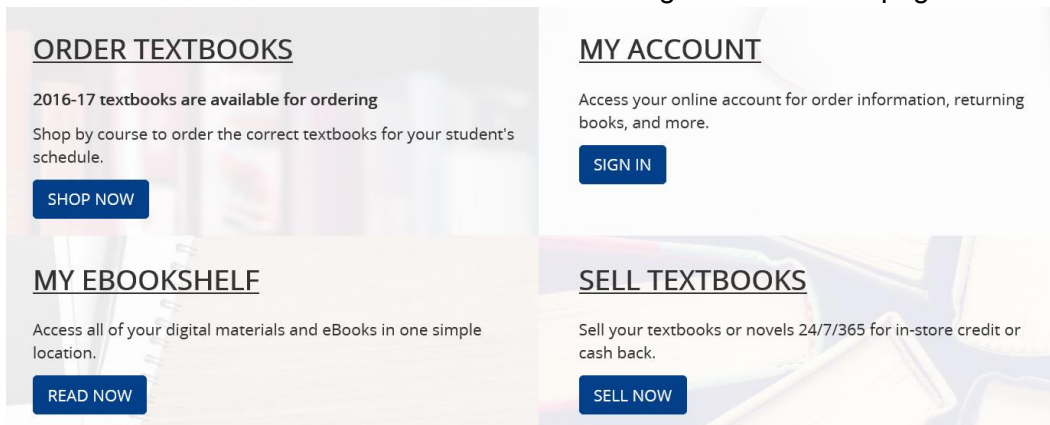 ORDER TEXTBOOKS
2016-17 textbooks are available for ordering
Shop by course to order the correct textbooks for your student's
schedule.
SHOP NOW
MY ACCOUNT
Access your online account for order information, returning
books, and more.
SIGN IN
MY EBOOKSHELF
Access all of your digital materials and eBooks in one simple
location.
READ NOW
SELL TEXTBOOKS
Sell your textbooks or novels 24/7/365 for in-store credit or
cash back.
SELL NOW